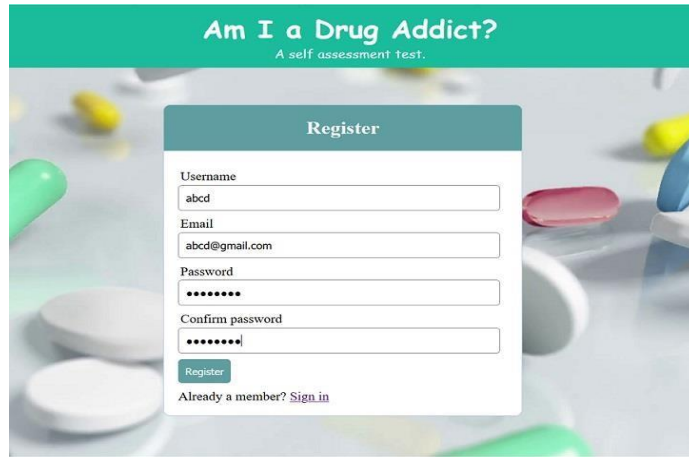 Am I a Drug Addict?
A self assessment test.
Register
Username
abcd
Email
abcd@gmail.com
Password
••••••••
Confirm password
••••••••
Register
Already a member? Sign in